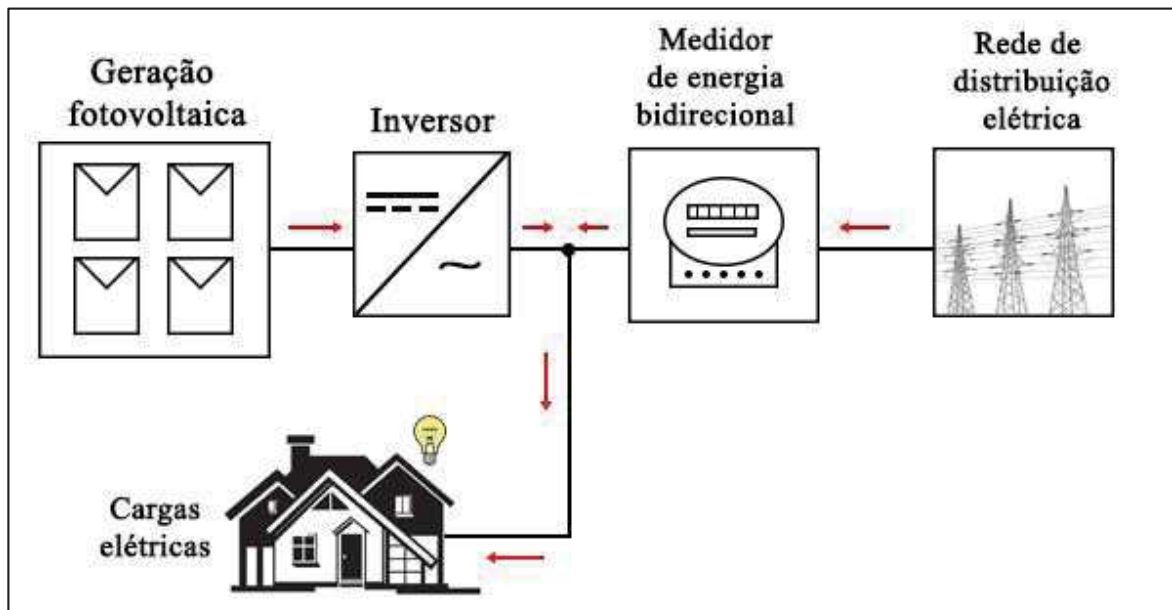 Geração
fotovoltaica
Inversor
Medidor
de energia
bidirecional
Rede de
distribuição
elétrica
Cargas
elétricas